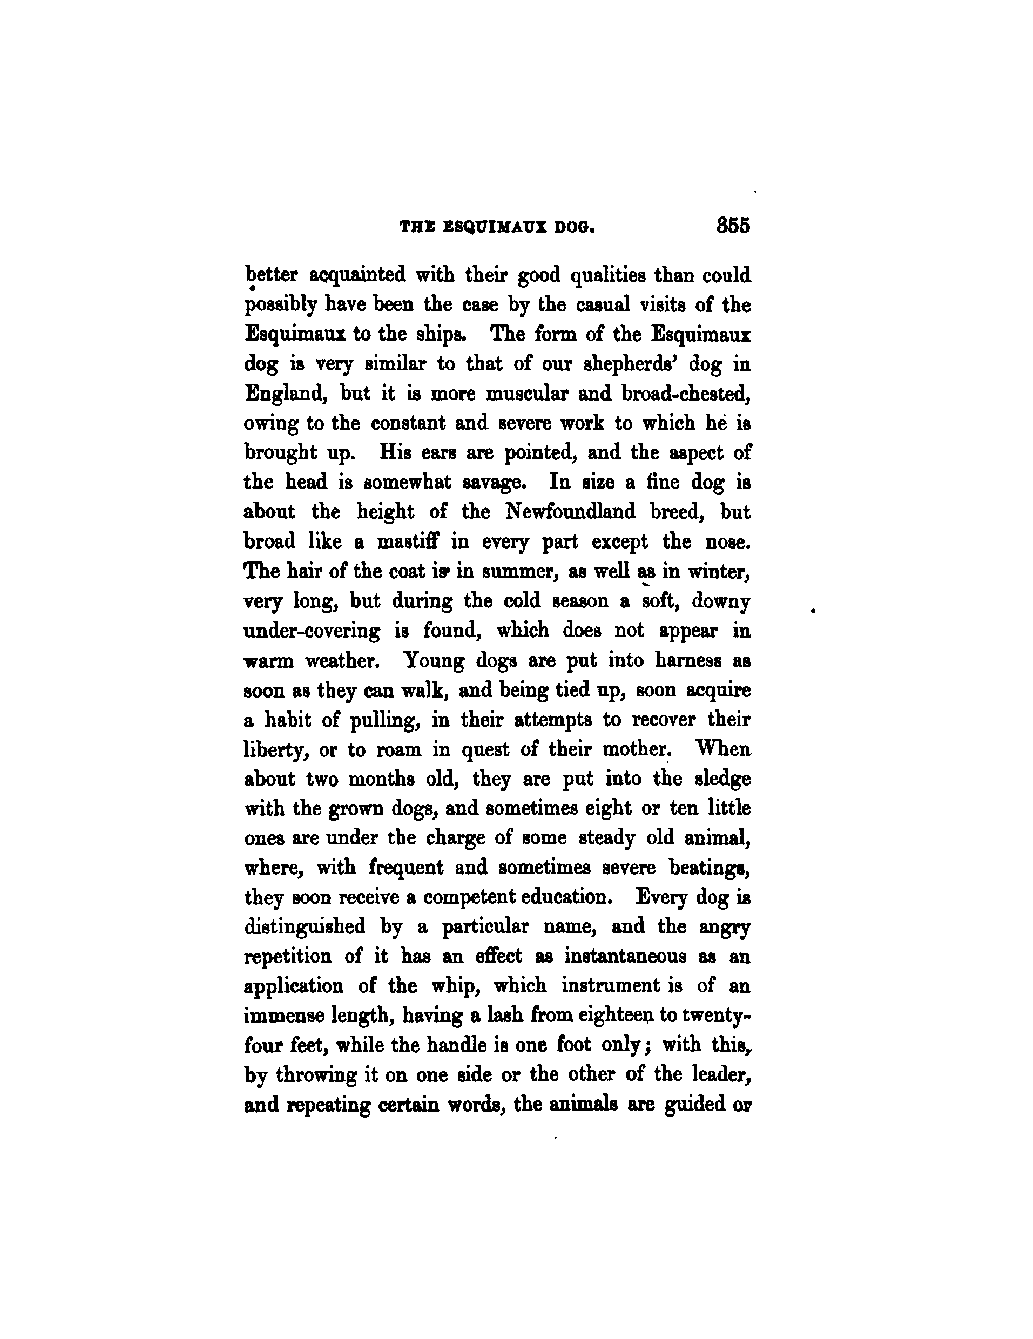 THE ESQUIMAUX DOG. 355
better acquainted with their good qualities than could
possibly have been the case by the casual visits of the
Esquimaux to the ships. The form of the Esquimaux
dog is very similar to that of our shepherds' dog in
England, but it is more muscular and broad-chested,
owing to the constant and severe work to which he is
brought up. His ears are pointed, and the aspect of
the head is somewhat savage. In size a fine dog is
about the height of the Newfoundland breed, but
broad like a mastiff in every part except the nose.
The hair of the coat is in summer, as well as in winter,
very long, but during the cold season a soft, downy
under-covering is found, which does not appear in
warm weather. Young dogs are put into harness as
soon as they can walk, and being tied up, soon acquire
a habit of pulling, in their attempts to recover their
liberty, or to roam in quest of their mother. When
about two months old, they are put into the sledge
with the grown dogs, and sometimes eight or ten little
ones are under the charge of some steady old animal,
where, with frequent and sometimes severe beatings,
they soon receive a competent education. Every dog is
distinguished by a particular name, and the angry
repetition of it has an effect as instantaneous as an
application of the whip, which instrument is of an
immense length, having a lash from eighteen to twenty-
four feet, while the handle is one foot only; with this,
by throwing it on one side or the other of the leader,
and repeating certain words, the animals are guided or